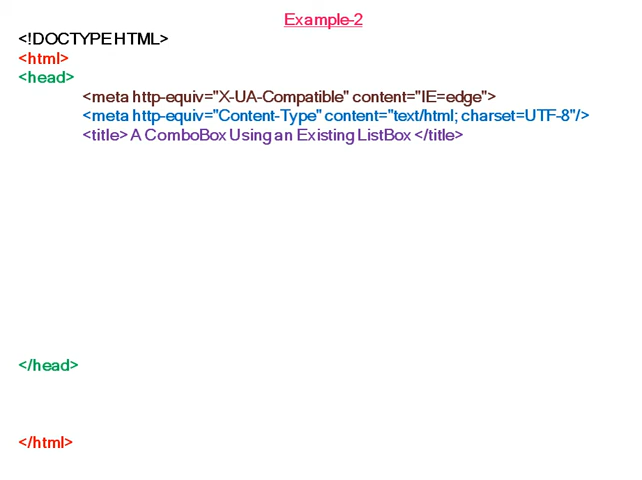 Example-2
<!DOCTYPE HTML>
<html>
<head>
<meta http-equiv="X-UA-Compatible" content="IE=edge">
<meta http-equiv="Content-Type" content="text/html; charset=UTF-8"/>
<title> A ComboBox Using an Existing ListBox </title>
</head>
</html>